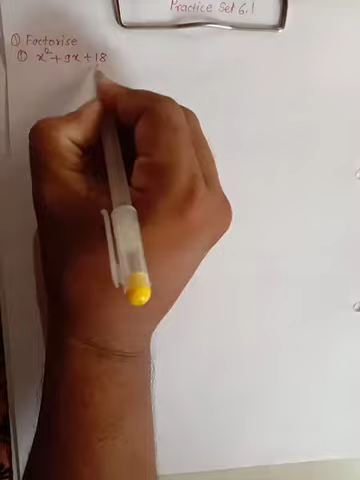 Practice Set 6.1
① Factorise
① x² + 9x + 18